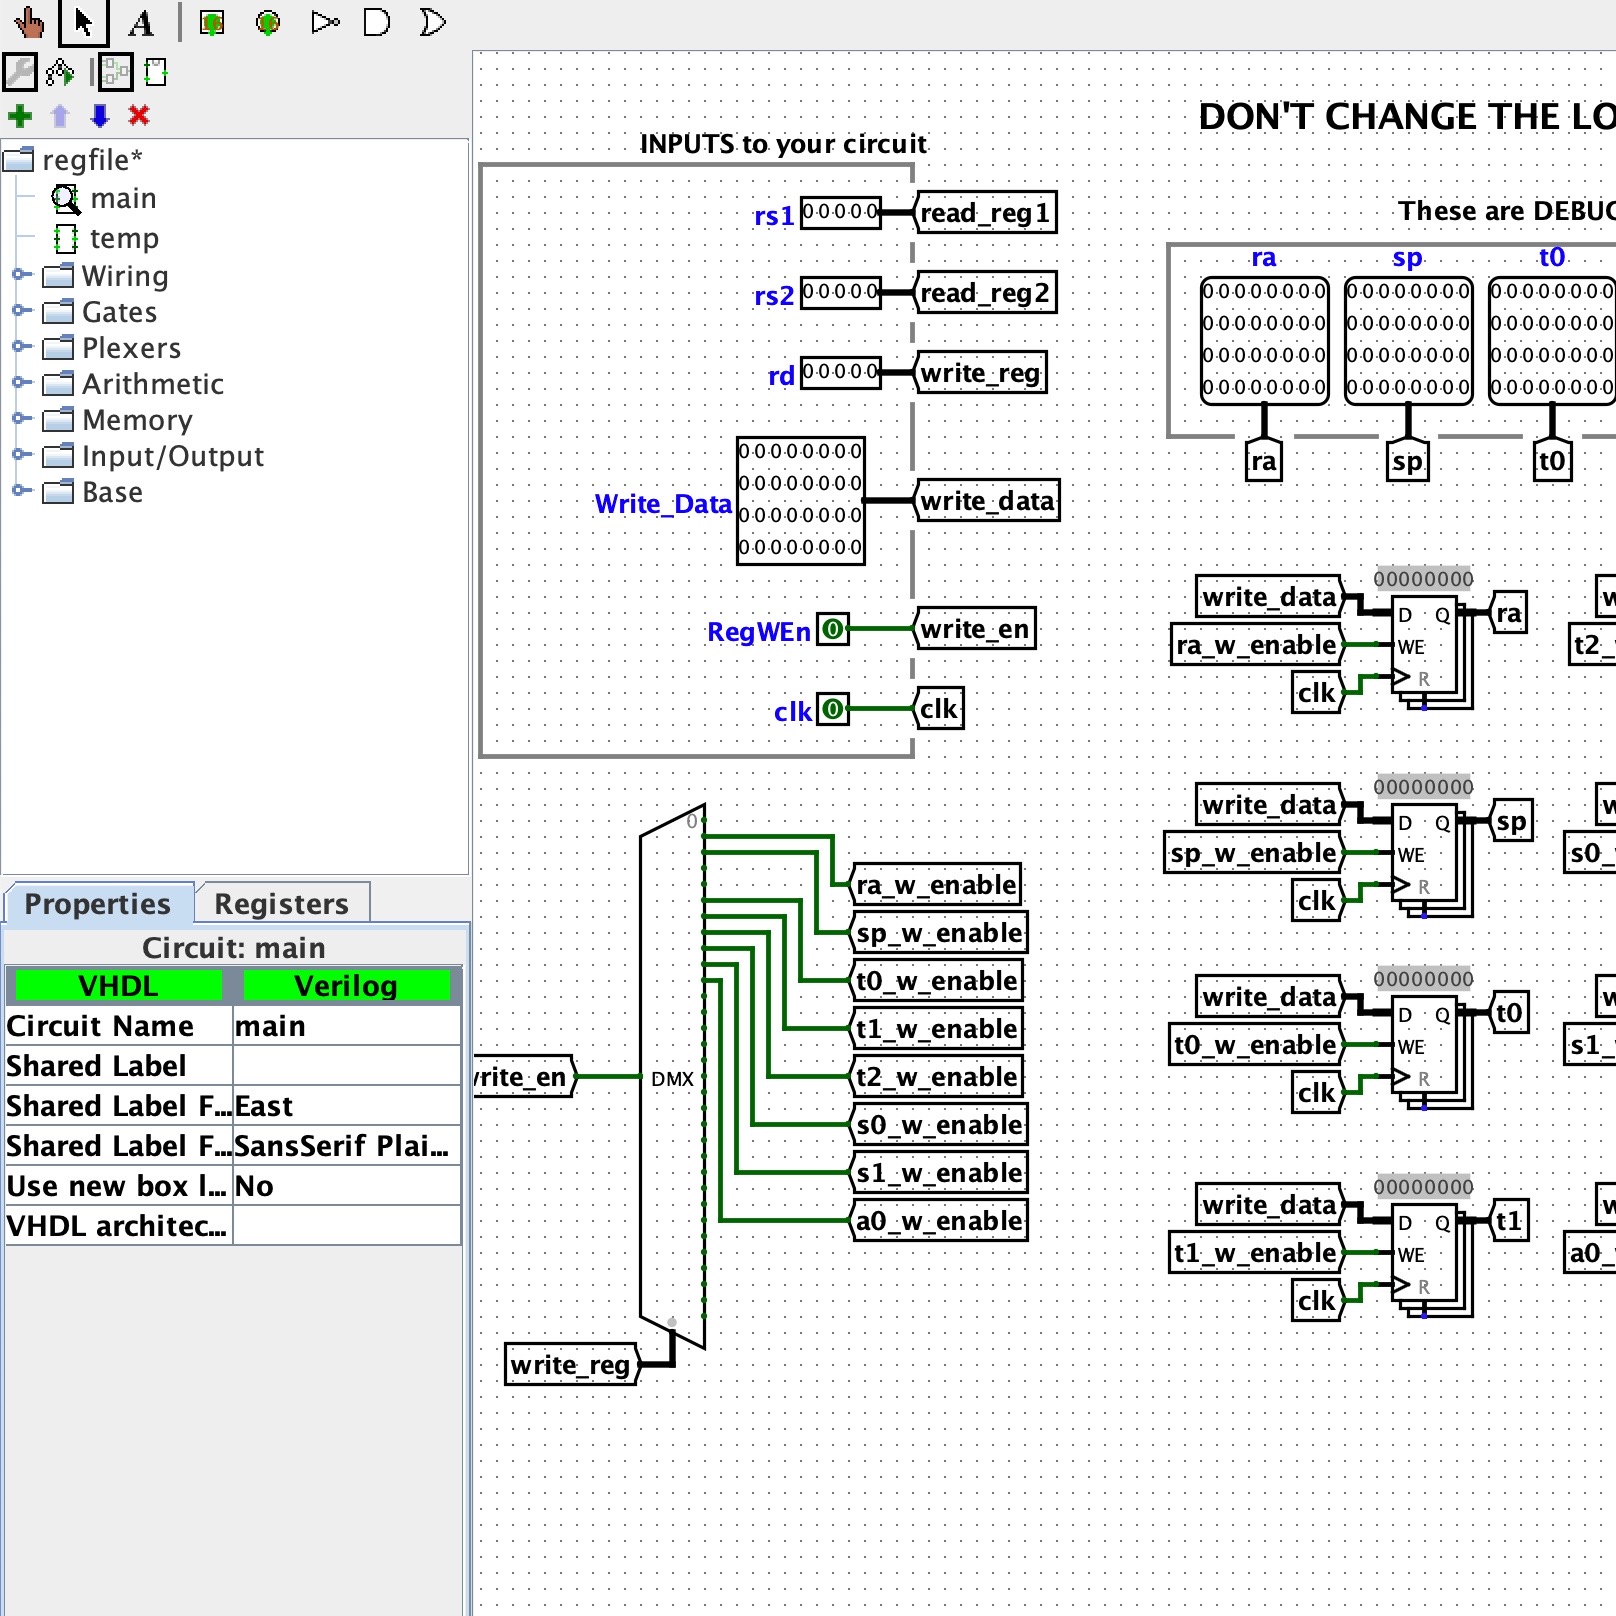 A
regfile*
main
temp
Wiring
Gates
Plexers
Arithmetic
Memory
Input/Output
Base
Properties
Registers
Circuit: main
VHDL Verilog
Circuit Name main
Shared Label
Shared Label F... East
Shared Label F... SansSerif Plai...
Use new box l... No
VHDL architec...
INPUTS to your circuit
rs1 00000 read_reg1
rs2 00000 read_reg2
rd 00000 write_reg
00000000
00000000
Write_Data write_data
00000000
00000000
RegWEn 0 write_en
clk 0 clk
0
ra_w_enable
sp_w_enable
t0_w_enable
t1_w_enable
DMX
t2_w_enable
s0_w_enable
s1_w_enable
a0_w_enable
write_reg
DON'T CHANGE THE LO
These are DEBUG
ra sp t0
00000000 00000000 00000000
00000000 00000000 00000000
00000000 00000000 00000000
00000000 00000000 00000000
ra sp t0
00000000
write_data D Q ra
ra_w_enable WE t2_
clk R
00000000
write_data D Q sp
sp_w_enable WE s0_
clk R
00000000
write_data D Q t0
t0_w_enable WE s1_
clk R
00000000
write_data D Q t1
t1_w_enable WE a0_
clk R